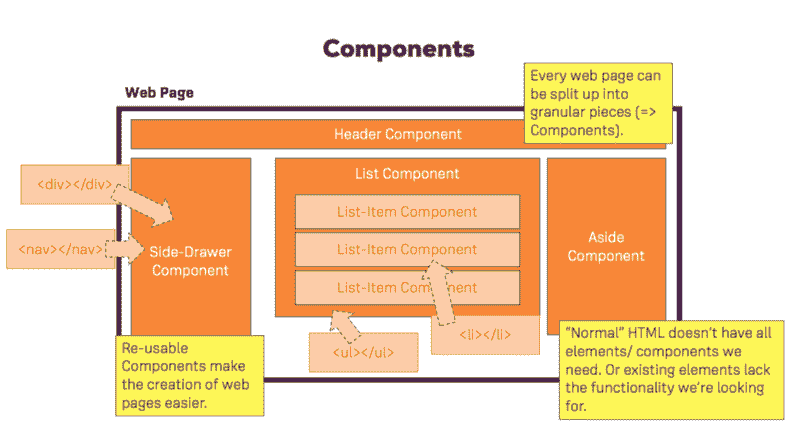 Components
Every web page can
be split up into
granular pieces (=>
Components).
Web Page
Header Component
<div></div>
List Component
List-Item Component
<nav></nav>
Side-Drawer
Component
List-Item Component
Aside
Component
List-Item Component
<ul></ul>
<li></li>
Re-usable
Components make
the creation of web
pages easier.
“Normal” HTML doesn’t have all
elements/ components we
need. Or existing elements lack
the functionality we’re looking
for.